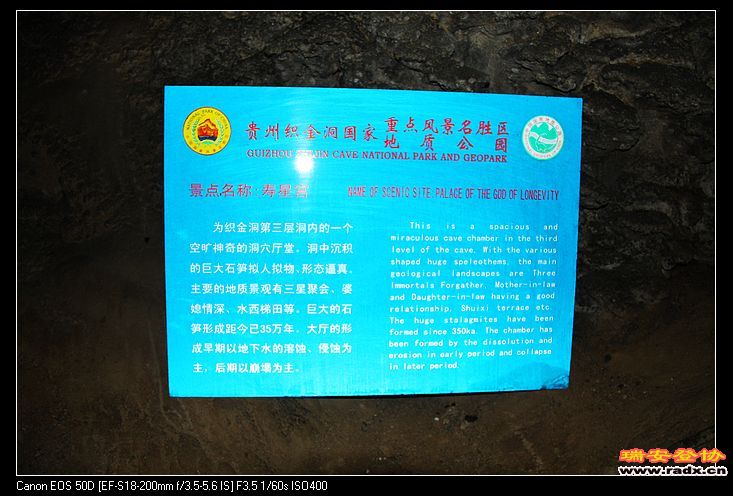 贵州织金洞国家 重点风景名胜区
地质公园
GUIZHOU ZHIJIN CAVE NATIONAL PARK AND GEOPARK
景点名称:寿星宫 NAME OF SCENIC SITE PALACE OF THE GOD OF LONGEVITY
为织金洞第三层洞内的一个
空旷神奇的洞穴厅堂。洞中沉积
的巨大石笋拟人拟物、形态逼真。
主要的地质景观有三星聚会、婆
媳情深、水西梯田等。巨大的石
笋形成距今已35万年。大厅的形
成早期以地下水的溶蚀、侵蚀为
主,后期以崩塌为主。
This is a spacious and
miraculous cave chamber in the third
level of the cave. With the various
shaped huge speleothems, the main
geological landscapes are Three
Immortals Forgather, Mother-in-law
and Daughter-in-law having a good
relationship, Shuixi terrace etc.
The huge stalagmites have been
formed since 350ka. The chamber has
been formed by the dissolution and
erosion in early period and collapse
in later period.
瑞安登协
www.radx.cn
Canon EOS 50D [EF-S18-200mm f/3.5-5.6 IS] F3.5 1/60s ISO400